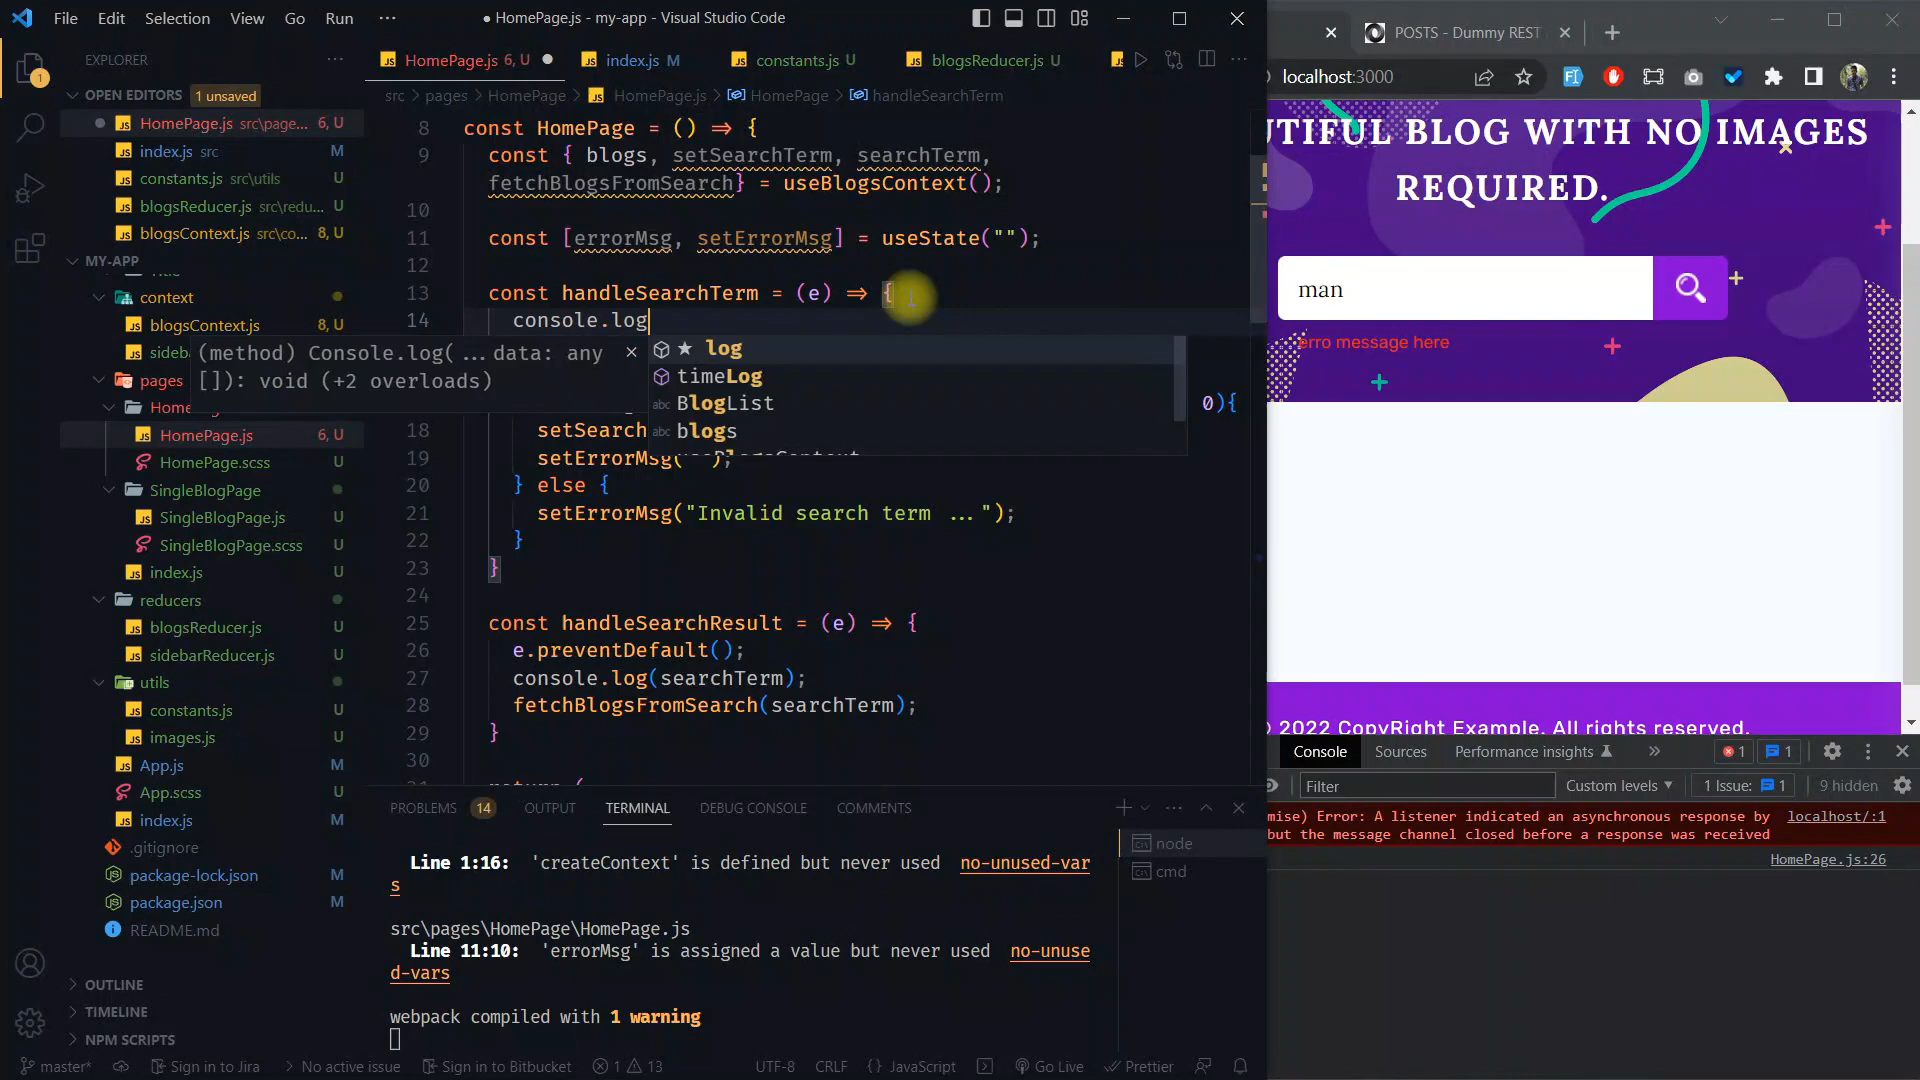 File Edit Selection View Go Run ··· ● HomePage.js - my-app - Visual Studio Code
EXPLORER ···
OPEN EDITORS 1 unsaved
HomePage.js src\page... 6, U
index.js src M
constants.js src\utils U
blogsReducer.js src\redu... U
blogsContext.js src\co... 8, U
MY-APP
context
blogsContext.js 8, U
pages
HomePage.js 6, U
HomePage.scss U
SingleBlogPage
SingleBlogPage.js U
SingleBlogPage.scss U
index.js U
reducers
blogsReducer.js U
sidebarReducer.js U
utils
constants.js U
images.js U
App.js M
App.scss U
index.js M
.gitignore
package-lock.json M
package.json M
README.md
OUTLINE
TIMELINE
NPM SCRIPTS
HomePage.js 6, U ● index.js M constants.js U blogsReducer.js U
src > pages > HomePage > HomePage.js > HomePage > handleSearchTerm
8 const HomePage = () => {
9 const { blogs, setSearchTerm, searchTerm,
fetchBlogsFromSearch} = useBlogsContext();
10
11 const [errorMsg, setErrorMsg] = useState("");
12
13 const handleSearchTerm = (e) => {
14 console.log
(method) Console.log(...data: any
[]): void (+2 overloads)
log
timeLog
BlogList
blogs
0){
18 setSearch
19 setErrorMsg("");
20 } else {
21 setErrorMsg("Invalid search term ...");
22 }
23 }
24
25 const handleSearchResult = (e) => {
26 e.preventDefault();
27 console.log(searchTerm);
28 fetchBlogsFromSearch(searchTerm);
29 }
30
PROBLEMS 14 OUTPUT TERMINAL DEBUG CONSOLE COMMENTS
Line 1:16: 'createContext' is defined but never used no-unused-var
s
src\pages\HomePage\HomePage.js
Line 11:10: 'errorMsg' is assigned a value but never used no-unuse
d-vars
webpack compiled with 1 warning
node
cmd
master* Sign in to Jira No active issue Sign in to Bitbucket 1 13 UTF-8 CRLF {} JavaScript Go Live Prettier
POSTS - Dummy REST
localhost:3000
UTIFUL BLOG WITH NO IMAGES
REQUIRED.
man
erro message here
2022 CopyRight Example. All rights reserved.
Console Sources Performance insights 1 1
Filter Custom levels 1 Issue: 1 9 hidden
mise) Error: A listener indicated an asynchronous response by localhost/:1
but the message channel closed before a response was received
HomePage.js:26